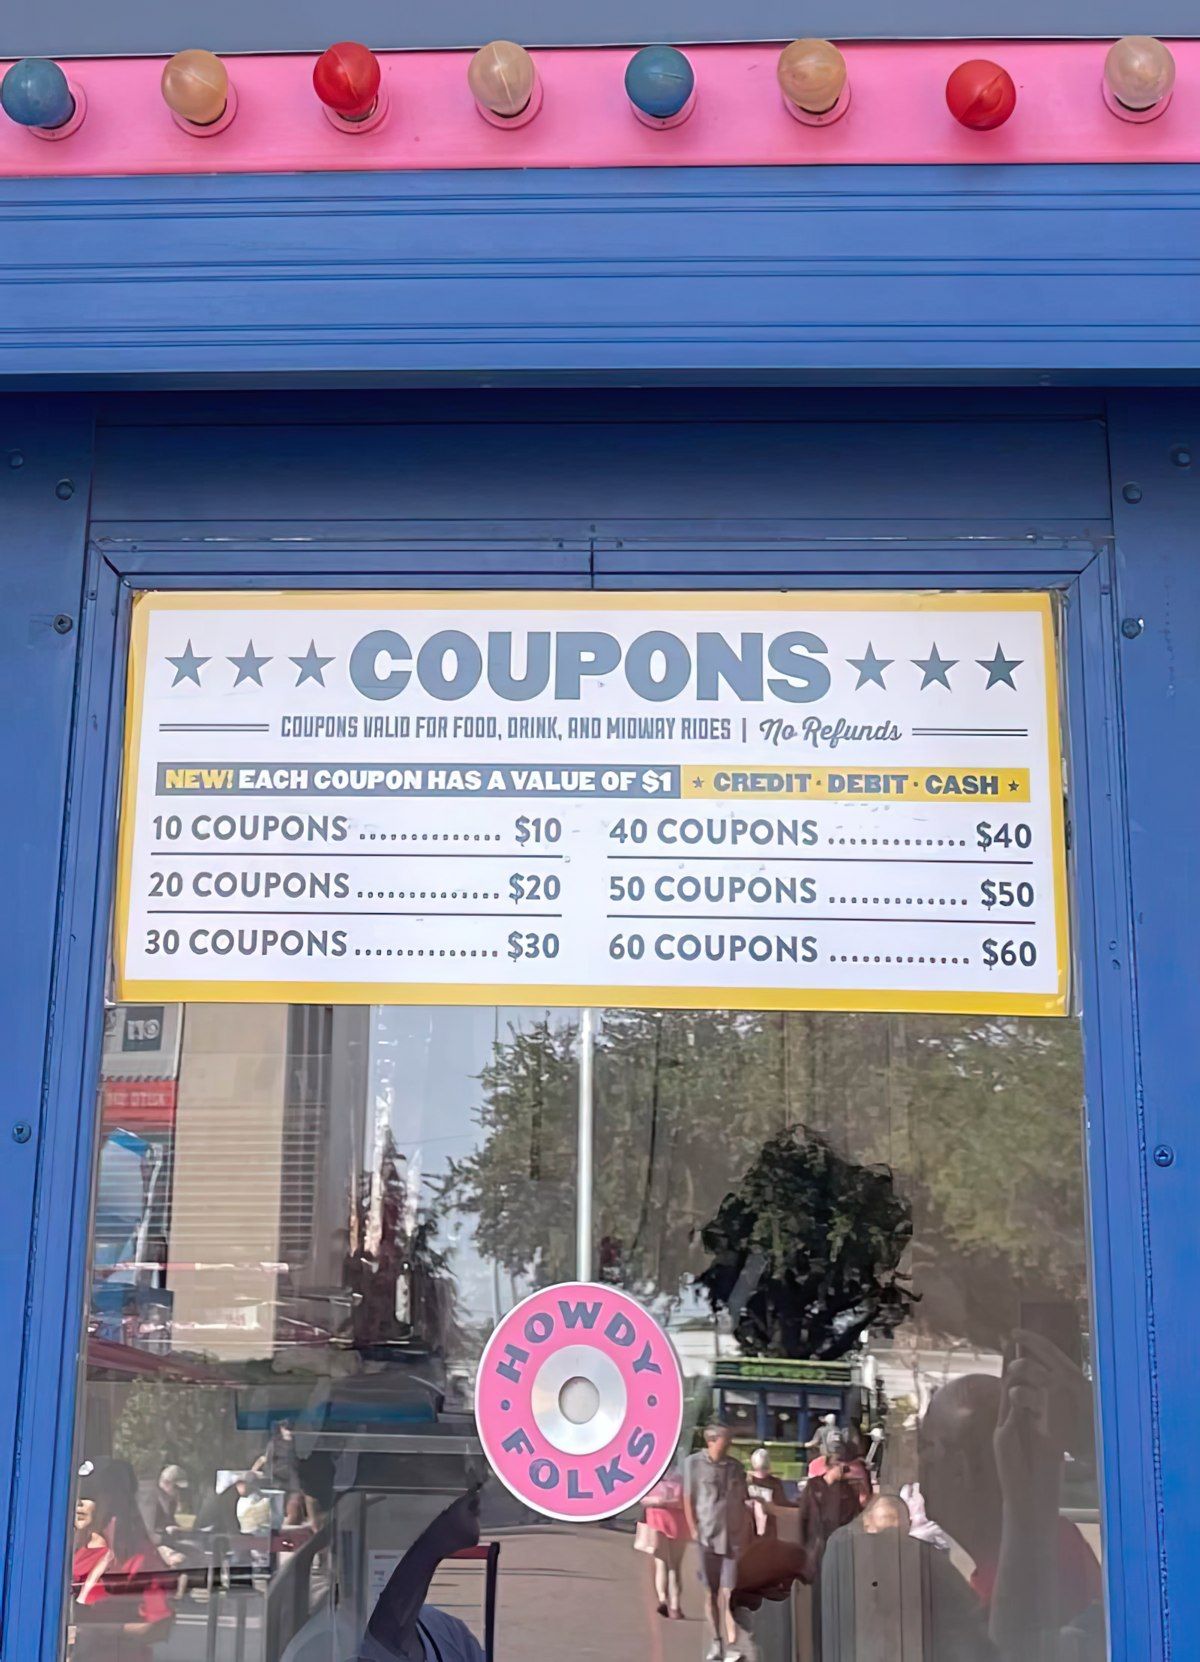 COUPONS
COUPONS VALID FOR FOOD, DRINK, AND MIDWAY RIDES | No Refunds
NEW! EACH COUPON HAS A VALUE OF $1 ★ CREDIT · DEBIT · CASH ★
10 COUPONS .............. $10
20 COUPONS .............. $20
30 COUPONS .............. $30
40 COUPONS ............. $40
50 COUPONS ............. $50
60 COUPONS ............. $60
HOWDY
FOLKS